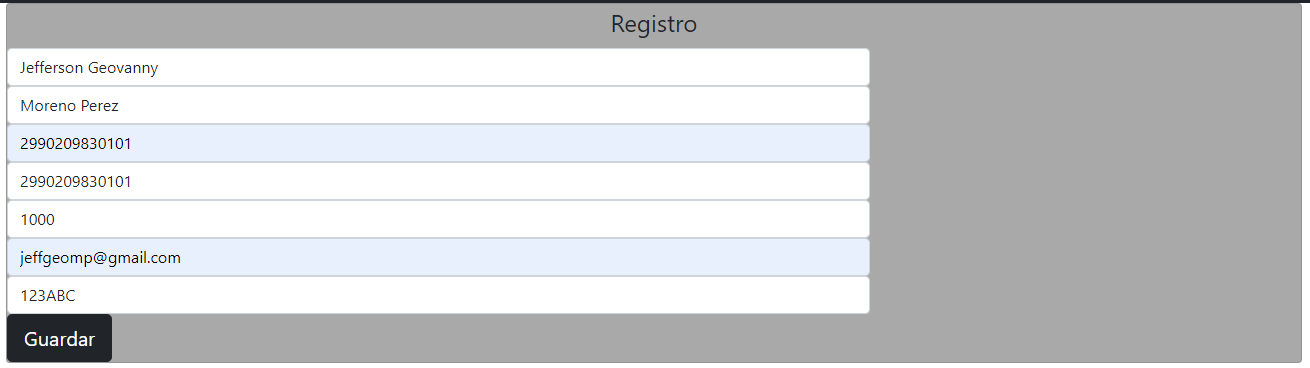 Registro
Jefferson Geovanny
Moreno Perez
2990209830101
2990209830101
1000
jeffgeomp@gmail.com
123ABC
Guardar